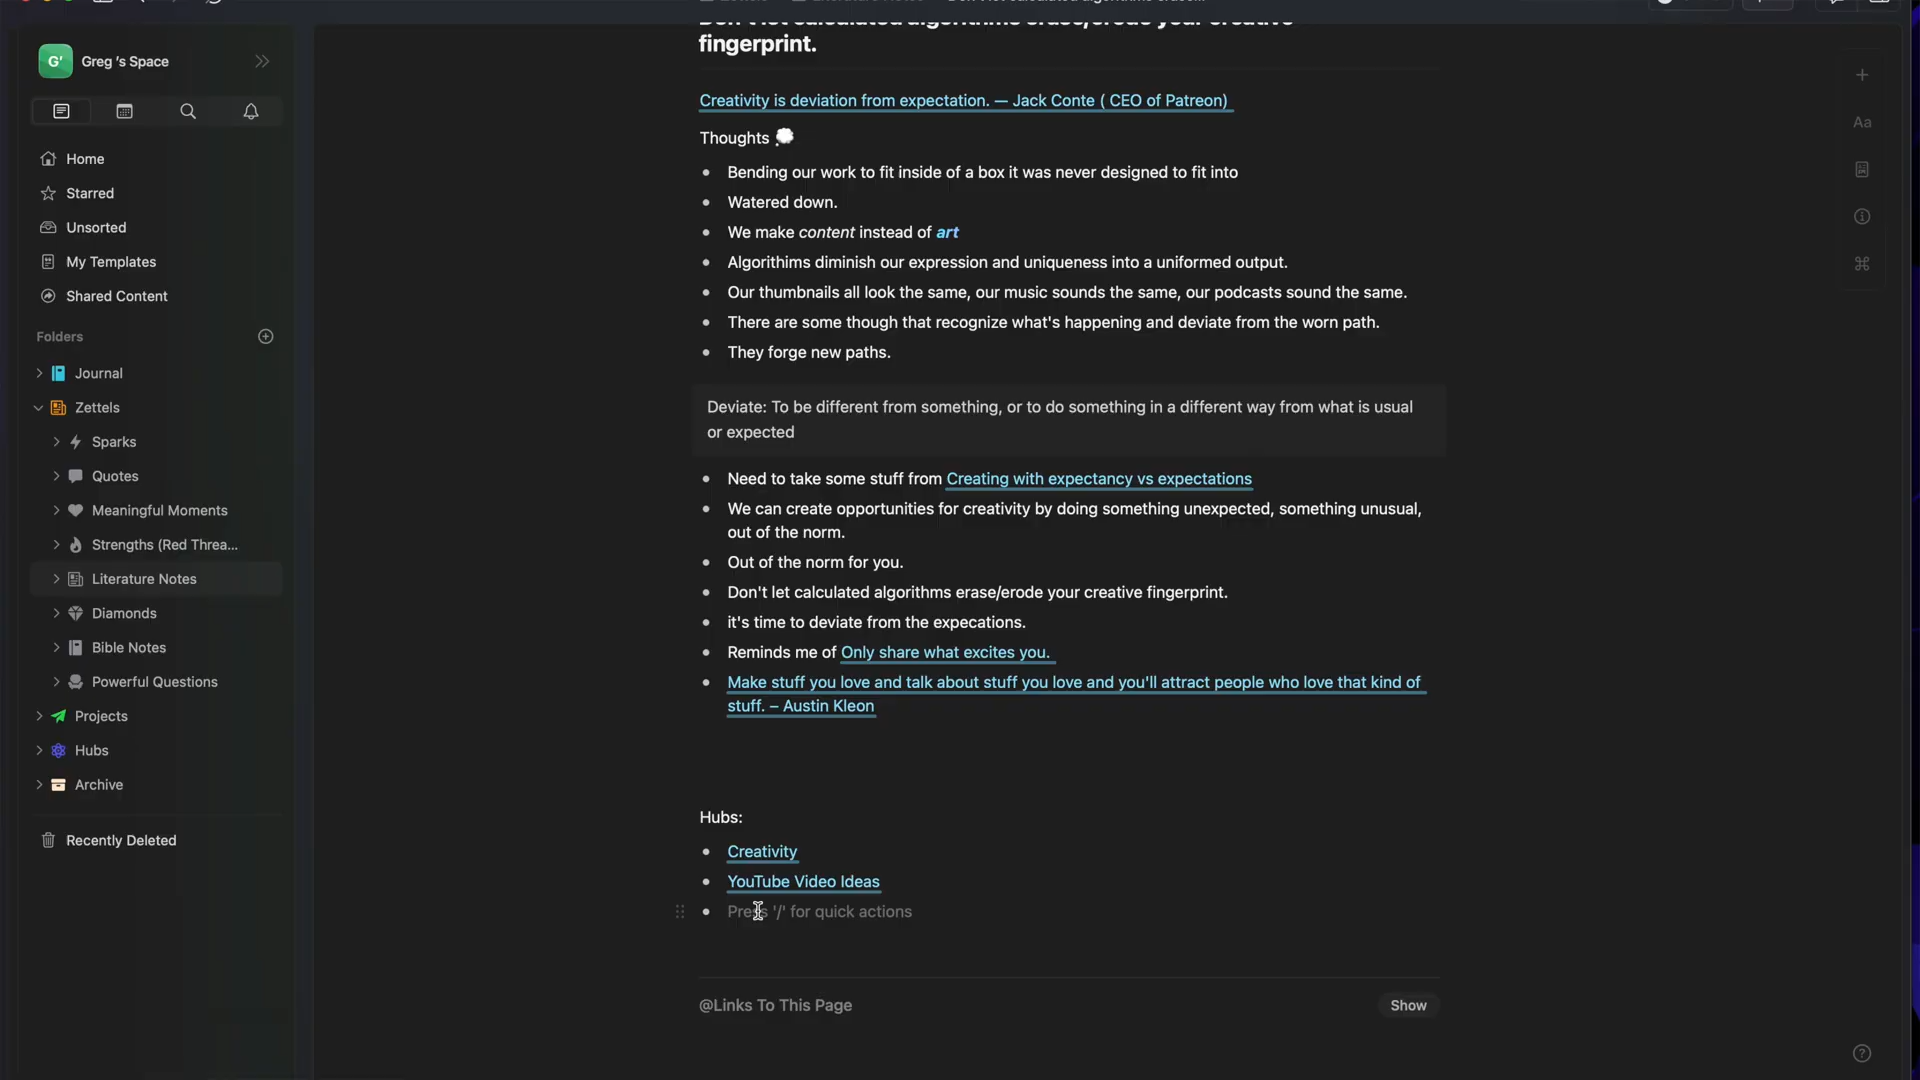 Don't let calculated algorithms erase/erode your creative
fingerprint.
G'
Greg 's Space
Home
Starred
Unsorted
My Templates
Shared Content
Folders
Journal
Zettels
Sparks
Quotes
Meaningful Moments
Strengths (Red Threa...
Literature Notes
Diamonds
Bible Notes
Powerful Questions
Projects
Hubs
Archive
Recently Deleted
Creativity is deviation from expectation. — Jack Conte ( CEO of Patreon)
Thoughts
Bending our work to fit inside of a box it was never designed to fit into
Watered down.
We make content instead of art
Algorithims diminish our expression and uniqueness into a uniformed output.
Our thumbnails all look the same, our music sounds the same, our podcasts sound the same.
There are some though that recognize what's happening and deviate from the worn path.
They forge new paths.
Deviate: To be different from something, or to do something in a different way from what is usual
or expected
Need to take some stuff from Creating with expectancy vs expectations
We can create opportunities for creativity by doing something unexpected, something unusual,
out of the norm.
Out of the norm for you.
Don't let calculated algorithms erase/erode your creative fingerprint.
it's time to deviate from the expecations.
Reminds me of Only share what excites you.
Make stuff you love and talk about stuff you love and you'll attract people who love that kind of
stuff. – Austin Kleon
Hubs:
Creativity
YouTube Video Ideas
Press '/' for quick actions
@Links To This Page
Show
Aa